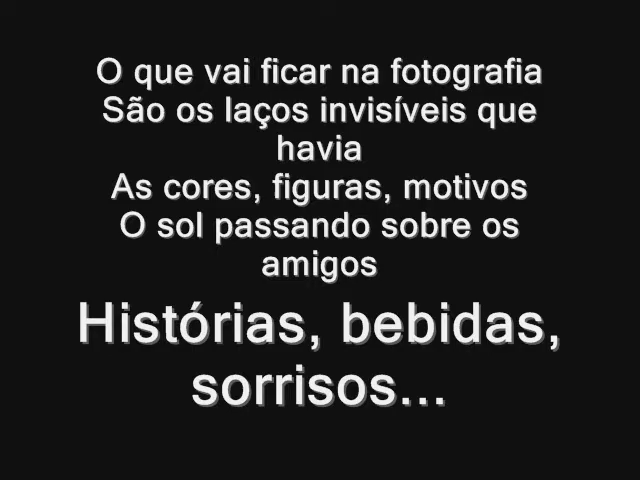 O que vai ficar na fotografia
São os laços invisíveis que
havia
As cores, figuras, motivos
O sol passando sobre os
amigos
Histórias, bebidas,
sorrisos...